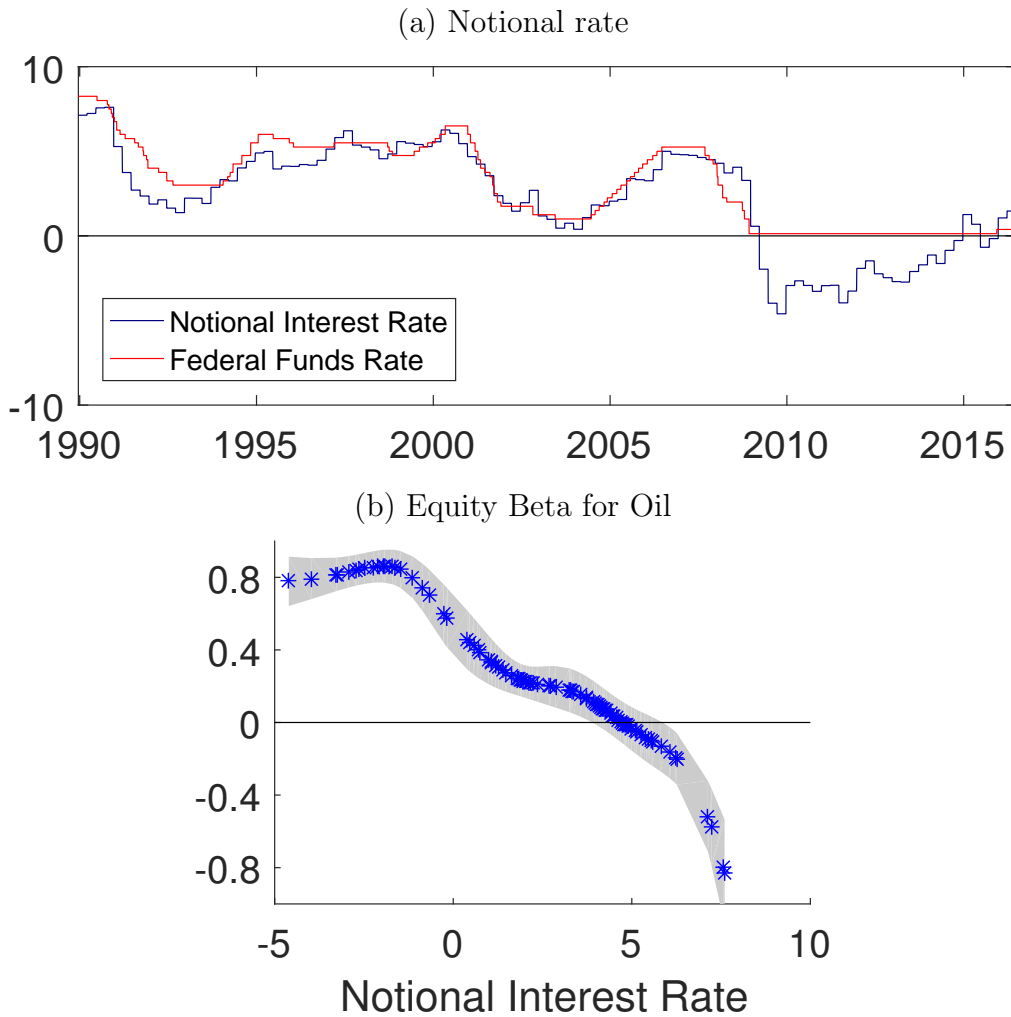 (a) Notional rate
10
0
-10
Notional Interest Rate
Federal Funds Rate
1990 1995 2000 2005 2010 2015
(b) Equity Beta for Oil
0.8
0.4
0
-0.4
-0.8
-5 0 5 10
Notional Interest Rate